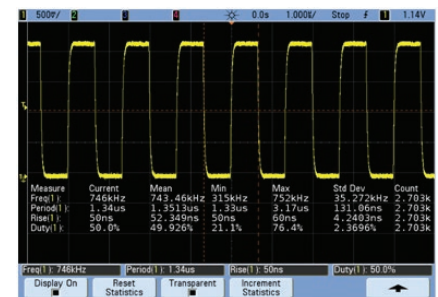 1 500▽/ 2 3 4 0.0s 1.000▽/ Stop 1 1.14V
Measure Current Mean Min Max Std Dev Count
Freq(1): 746kHz 743.46kHz 315kHz 752kHz 35.272kHz 2.703k
Period(1): 1.34us 1.3513us 1.33us 3.17us 131.06ns 2.703k
Rise(1): 50ns 52.349ns 50ns 60ns 4.2403ns 2.703k
Duty(1): 50.0% 49.926% 21.1% 76.4% 2.3696% 2.703k
Freq(1): 746kHz Period(1): 1.34us Rise(1): 50ns Duty(1): 50.0%
Display On Reset Statistics Transparent Increment Statistics